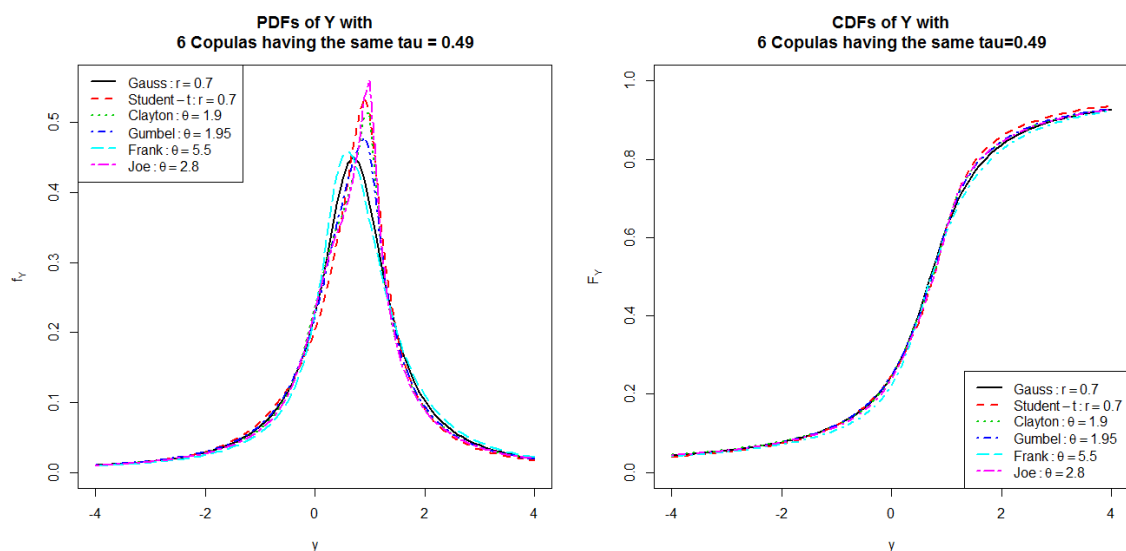 PDFs of Y with
6 Copulas having the same tau = 0.49
Gauss : r = 0.7
Student − t : r = 0.7
Clayton : θ = 1.9
Gumbel : θ = 1.95
Frank : θ = 5.5
Joe : θ = 2.8
f_Y
0.5
0.4
0.3
0.2
0.1
0.0
-4 -2 0 2 4
y
CDFs of Y with
6 Copulas having the same tau=0.49
F_Y
1.0
0.8
0.6
0.4
0.2
0.0
Gauss : r = 0.7
Student − t : r = 0.7
Clayton : θ = 1.9
Gumbel : θ = 1.95
Frank : θ = 5.5
Joe : θ = 2.8
-4 -2 0 2 4
y